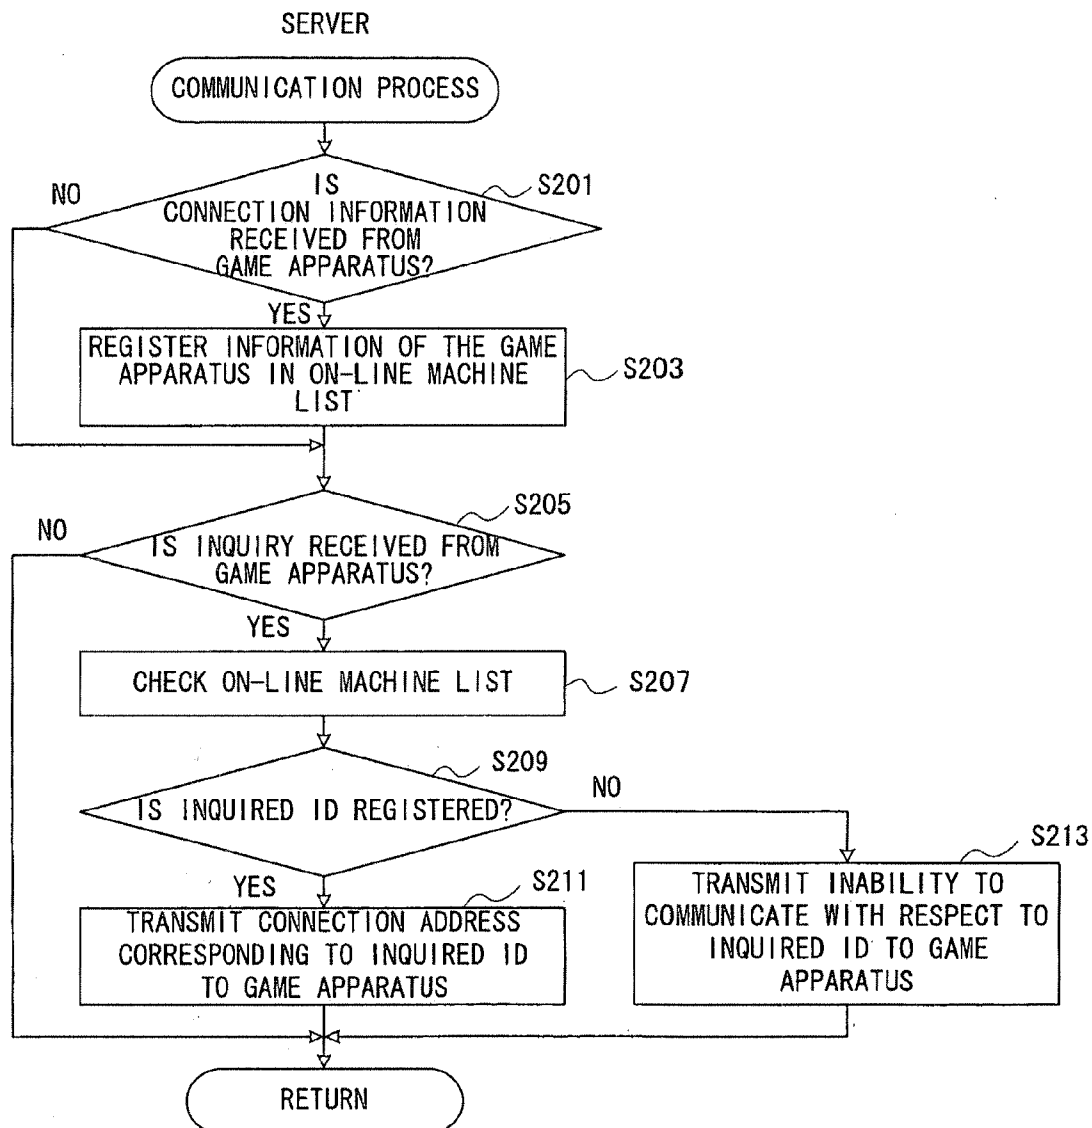 SERVER
COMMUNICATION PROCESS
NO
S201
IS
CONNECTION INFORMATION
RECEIVED FROM
GAME APPARATUS?
YES
REGISTER INFORMATION OF THE GAME
APPARATUS IN ON-LINE MACHINE
LIST
S203
S205
NO
IS INQUIRY RECEIVED FROM
GAME APPARATUS?
YES
CHECK ON-LINE MACHINE LIST
S207
S209
IS INQUIRED ID REGISTERED?
NO
S213
YES
S211
TRANSMIT CONNECTION ADDRESS
CORRESPONDING TO INQUIRED ID
TO GAME APPARATUS
TRANSMIT INABILITY TO
COMMUNICATE WITH RESPECT TO
INQUIRED ID TO GAME
APPARATUS
RETURN